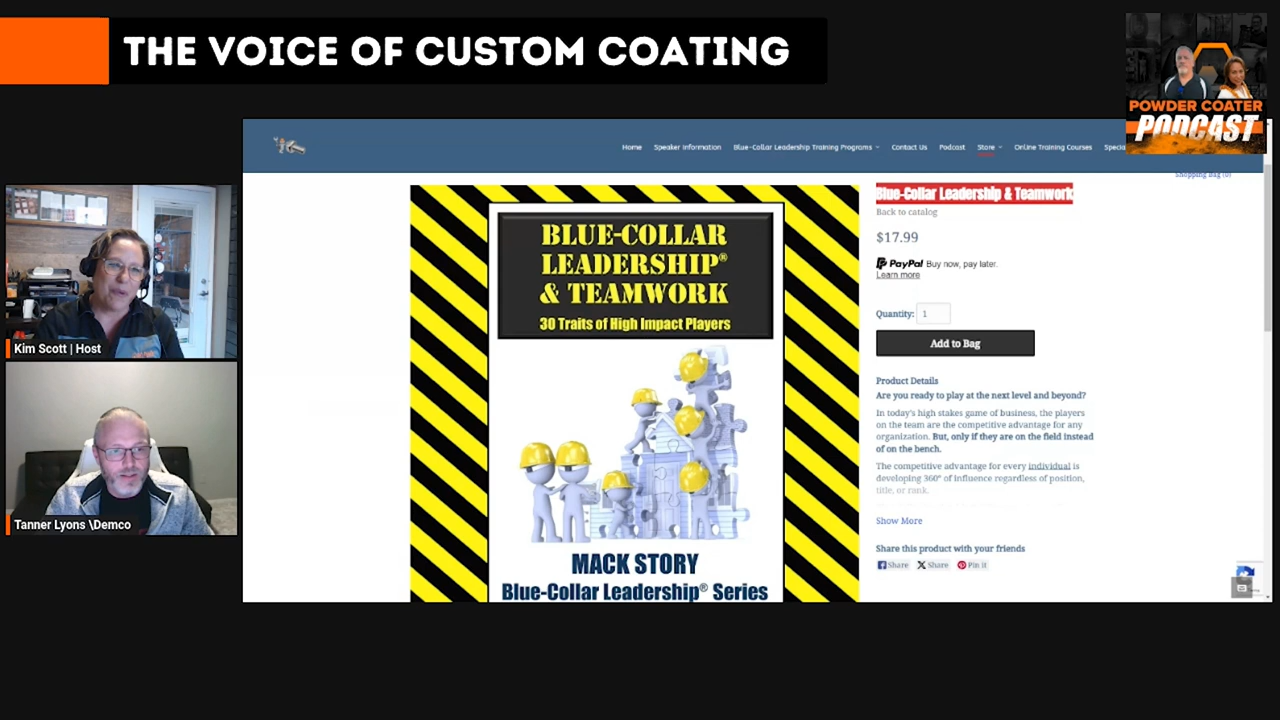 THE VOICE OF CUSTOM COATING
POWDER COATER
PODCAST
Home Speaker Information Blue-Collar Leadership Training Programs Contact Us Podcast Store Online Training Courses Specia
Shopping Bag (0)
Blue-Collar Leadership & Teamwork
Back to catalog
$17.99
PayPal Buy now, pay later.
Learn more
Quantity: 1
Add to Bag
Product Details
Are you ready to play at the next level and beyond?
In today's high stakes game of business, the players
on the team are the competitive advantage for any
organization. But, only if they are on the field instead
of on the bench.
The competitive advantage for every individual is
developing 360° of influence regardless of position,
title, or rank.
Show More
Share this product with your friends
Share Share Pin it
BLUE-COLLAR
LEADERSHIP®
& TEAMWORK
30 Traits of High Impact Players
MACK STORY
Blue-Collar Leadership® Series
Kim Scott | Host
Tanner Lyons \Demco